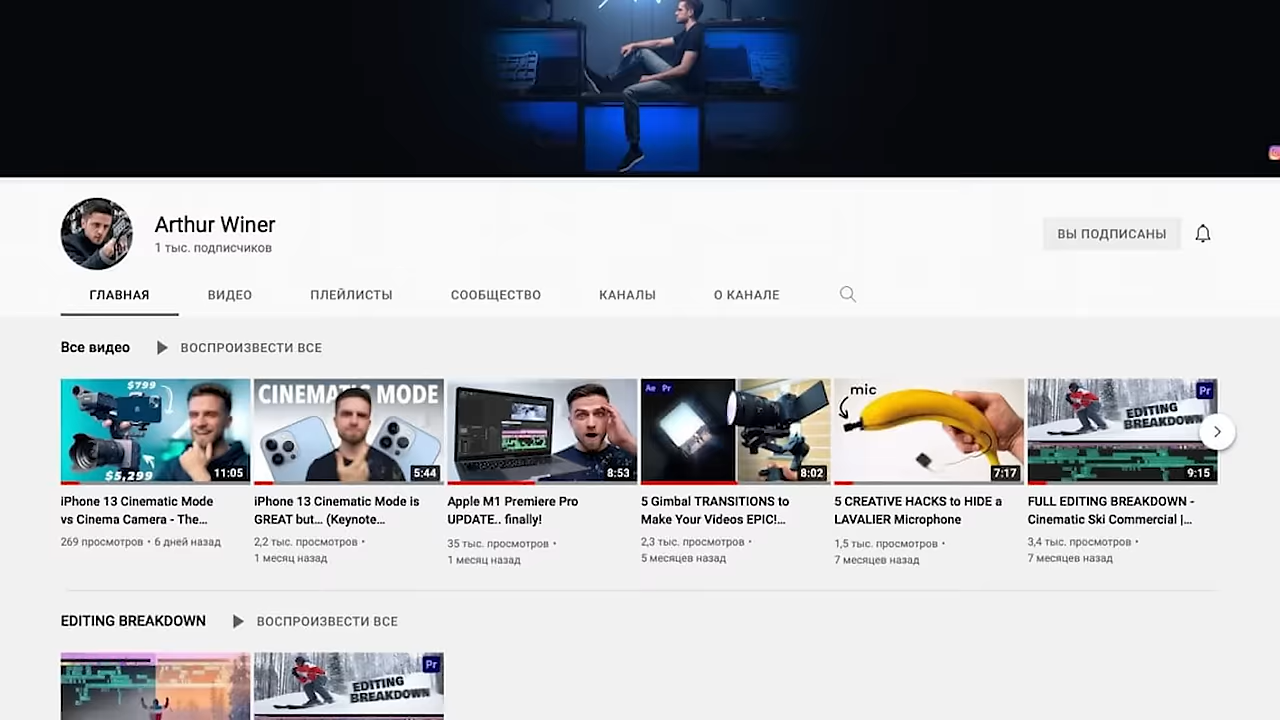 Arthur Winer
1 тыс. подписчиков
ВЫ ПОДПИСАНЫ
ГЛАВНАЯ
ВИДЕО
ПЛЕЙЛИСТЫ
СООБЩЕСТВО
КАНАЛЫ
О КАНАЛЕ
Все видео
ВОСПРОИЗВЕСТИ ВСЕ
$799
$5,299
11:05
iPhone 13 Cinematic Mode
vs Cinema Camera - The...
269 просмотров • 6 дней назад
CINEMATIC MODE
5:44
iPhone 13 Cinematic Mode is
GREAT but... (Keynote...
2,2 тыс. просмотров •
1 месяц назад
8:53
Apple M1 Premiere Pro
UPDATE.. finally!
35 тыс. просмотров •
1 месяц назад
Ae Pr
8:02
5 Gimbal TRANSITIONS to
Make Your Videos EPIC!...
2,3 тыс. просмотров •
5 месяцев назад
mic
7:17
5 CREATIVE HACKS to HIDE a
LAVALIER Microphone
1,5 тыс. просмотров •
7 месяцев назад
Pr
EDITING
BREAKDOWN
9:15
FULL EDITING BREAKDOWN -
Cinematic Ski Commercial |...
3,4 тыс. просмотров •
7 месяцев назад
EDITING BREAKDOWN
ВОСПРОИЗВЕСТИ ВСЕ
Pr
EDITING
BREAKDOWN